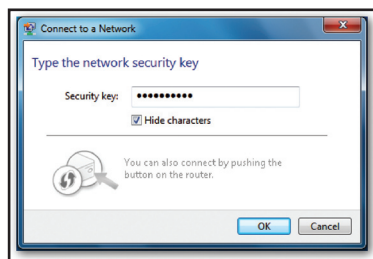 Connect to a Network
Type the network security key
Security key: ••••••••••
Hide characters
You can also connect by pushing the
button on the router.
OK Cancel